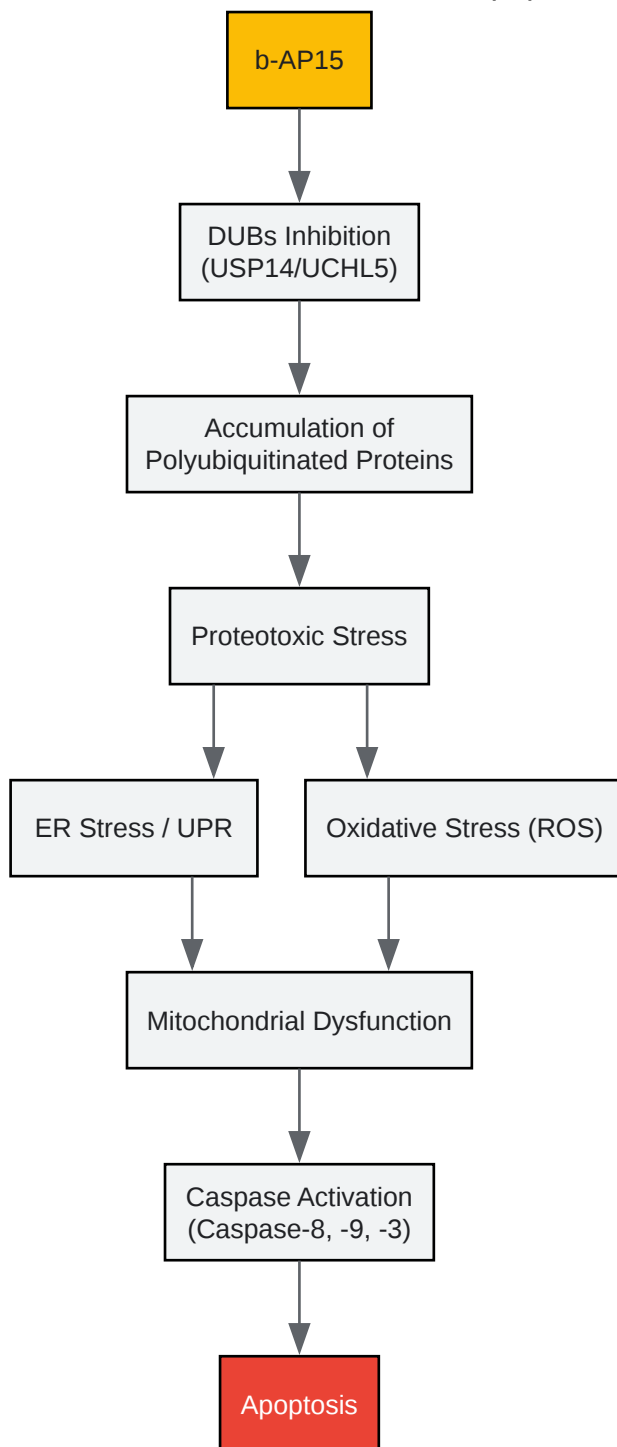 b-AP15
DUBs Inhibition
(USP14/UCHL5)
Accumulation of
Polyubiquitinated Proteins
Proteotoxic Stress
ER Stress / UPR
Oxidative Stress (ROS)
Mitochondrial Dysfunction
Caspase Activation
(Caspase-8, -9, -3)
Apoptosis